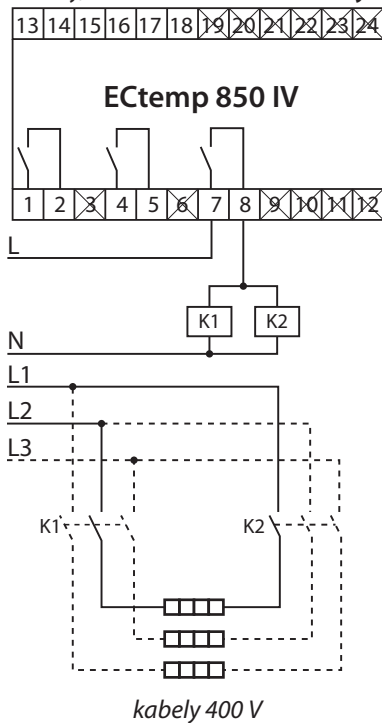 13 14 15 16 17 18 19 20 21 22 23 24
ECtemp 850 IV
1 2 3 4 5 6 7 8 9 10 11 12
L
K1 K2
N
L1
L2
L3
K1 K2
kabely 400 V